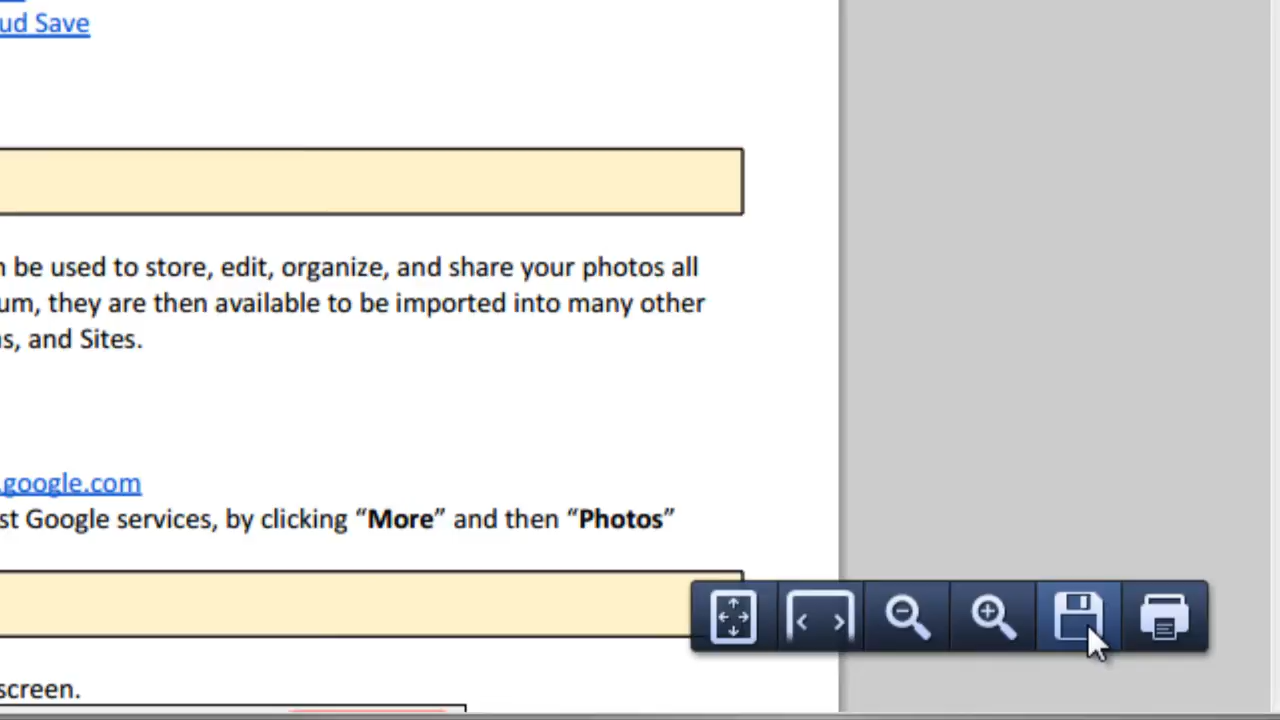 ud Save
be used to store, edit, organize, and share your photos all
um, they are then available to be imported into many other
s, and Sites.
.google.com
st Google services, by clicking “More” and then “Photos”
screen.